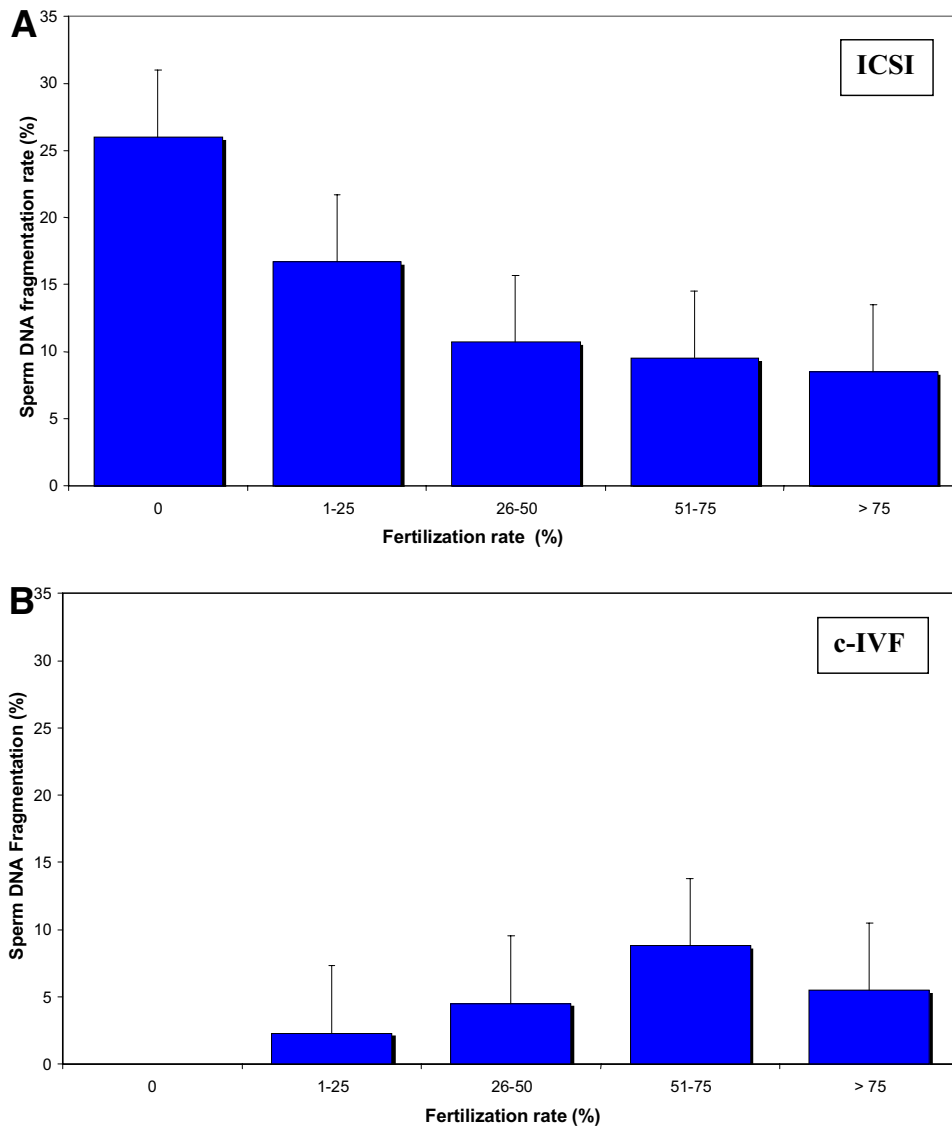 A
ICSI
Sperm DNA fragmentation rate (%)
35
30
25
20
15
10
5
0
0 1-25 26-50 51-75 > 75
Fertilization rate (%)
B
c-IVF
Sperm DNA Fragmentation (%)
35
30
25
20
15
10
5
0
0 1-25 26-50 51-75 > 75
Fertilization rate (%)